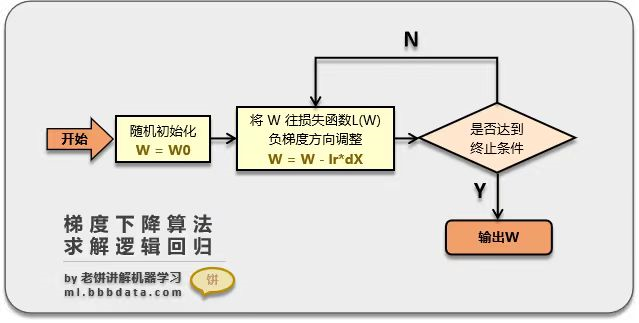 N
开始
随机初始化
W = W0
将 W 往损失函数L(W)
负梯度方向调整
W = W - lr*dX
是否达到
终止条件
Y
输出W
梯度下降算法
求解逻辑回归
by 老饼讲解机器学习
ml.bbbdata.com
饼